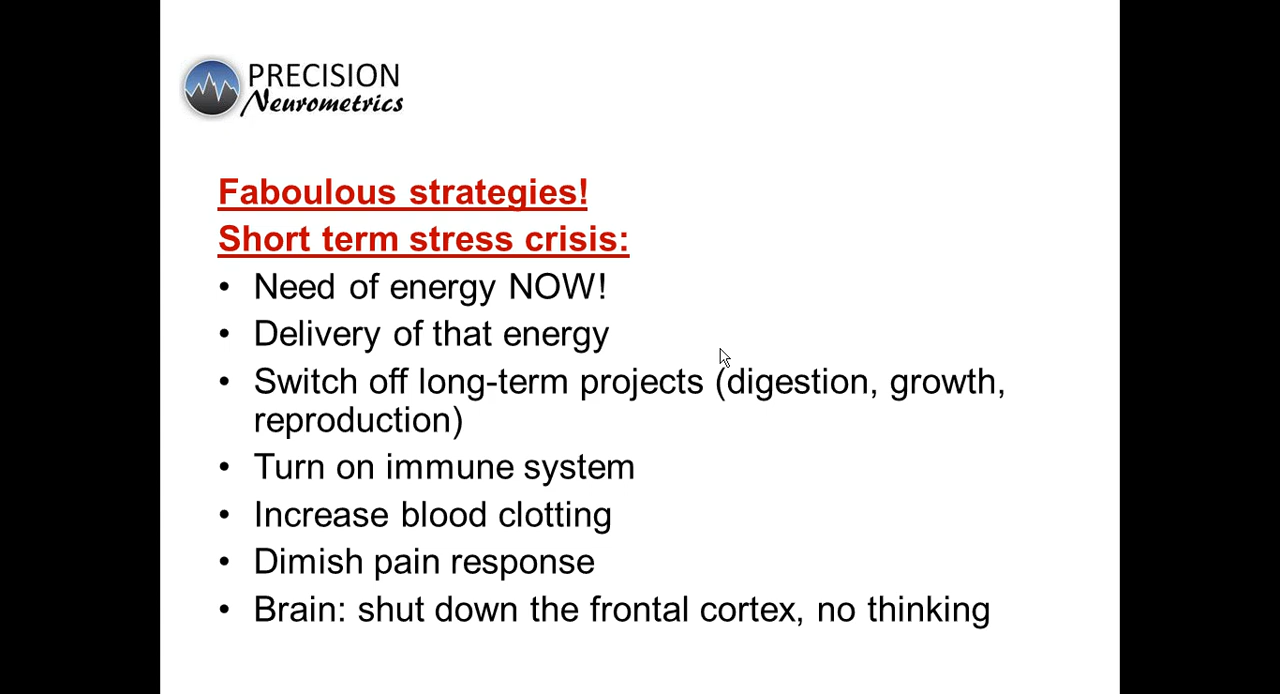 PRECISION
Neurometrics
Faboulous strategies!
Short term stress crisis:
• Need of energy NOW!
• Delivery of that energy
• Switch off long-term projects (digestion, growth,
reproduction)
• Turn on immune system
• Increase blood clotting
• Dimish pain response
• Brain: shut down the frontal cortex, no thinking